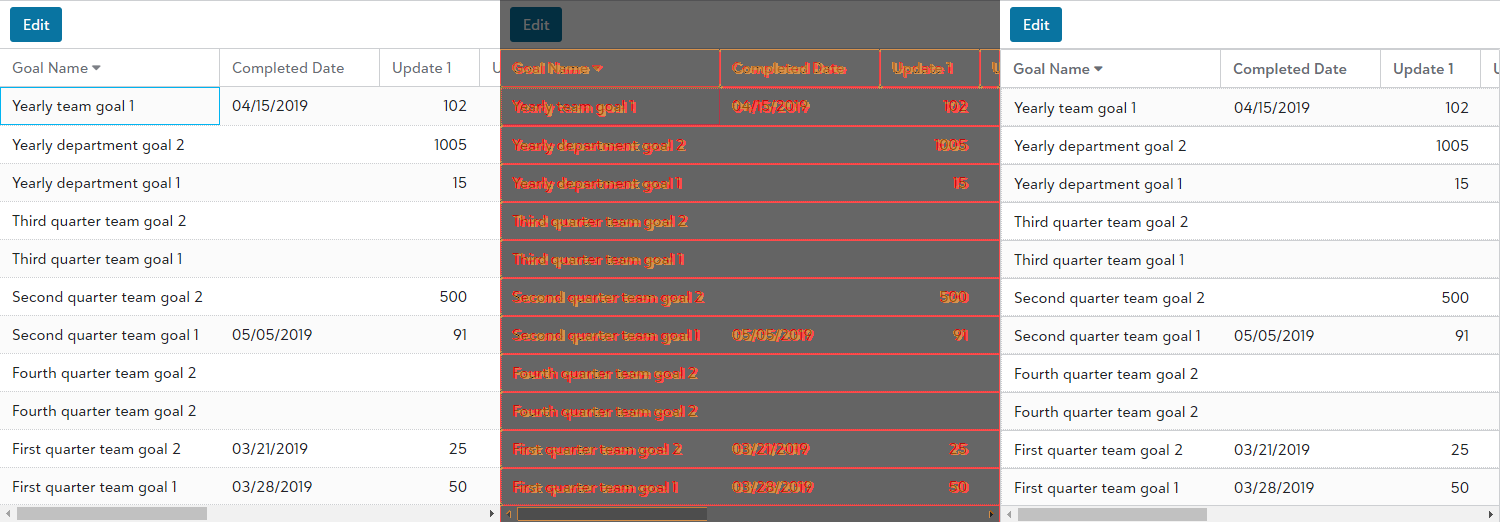 Edit
Goal Name Completed Date Update 1 U
Yearly team goal 1 04/15/2019 102
Yearly department goal 2 1005
Yearly department goal 1 15
Third quarter team goal 2
Third quarter team goal 1
Second quarter team goal 2 500
Second quarter team goal 1 05/05/2019 91
Fourth quarter team goal 2
Fourth quarter team goal 2
First quarter team goal 2 03/21/2019 25
First quarter team goal 1 03/28/2019 50
Edit
Goal Name Completed Date Update 1 U
Yearly team goal 1 04/15/2019 102
Yearly department goal 2 1005
Yearly department goal 1 15
Third quarter team goal 2
Third quarter team goal 1
Second quarter team goal 2 500
Second quarter team goal 1 05/05/2019 91
Fourth quarter team goal 2
Fourth quarter team goal 2
First quarter team goal 2 03/21/2019 25
First quarter team goal 1 03/28/2019 50
Edit
Goal Name Completed Date Update 1 U
Yearly team goal 1 04/15/2019 102
Yearly department goal 2 1005
Yearly department goal 1 15
Third quarter team goal 2
Third quarter team goal 1
Second quarter team goal 2 500
Second quarter team goal 1 05/05/2019 91
Fourth quarter team goal 2
Fourth quarter team goal 2
First quarter team goal 2 03/21/2019 25
First quarter team goal 1 03/28/2019 50